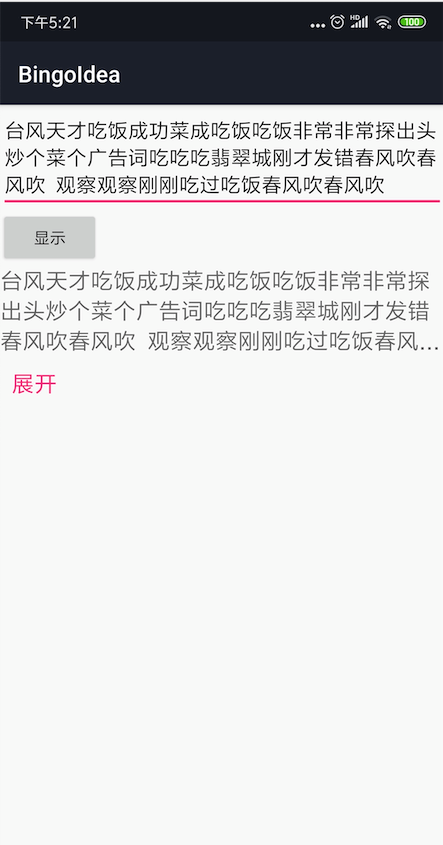 下午5:21
... HD 100
BingoIdea
台风天才吃饭成功菜成吃饭吃饭非常非常探出头
炒个菜个广告词吃吃吃翡翠城刚才发错春风吹春
风吹 观察观察刚刚吃过吃饭春风吹春风吹
显示
台风天才吃饭成功菜成吃饭吃饭非常非常探
出头炒个菜个广告词吃吃吃翡翠城刚才发错
春风吹春风吹 观察观察刚刚吃过吃饭春风...
展开